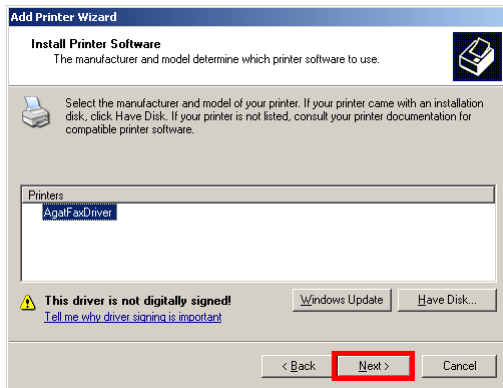 Add Printer Wizard
Install Printer Software
The manufacturer and model determine which printer software to use.
Select the manufacturer and model of your printer. If your printer came with an installation
disk, click Have Disk. If your printer is not listed, consult your printer documentation for
compatible printer software.
Printers
AgatFaxDriver
This driver is not digitally signed!
Tell me why driver signing is important
Windows Update
Have Disk...
< Back
Next >
Cancel